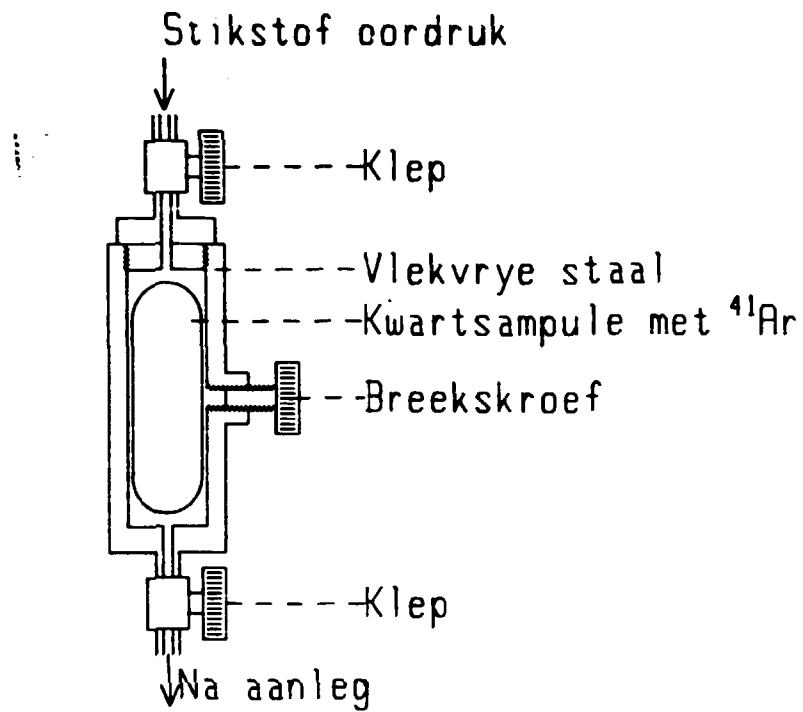 Stikstof oordruk
Klep
Vlekvrye staal
Kwartsampule met ⁴¹Ar
Breekskroef
Klep
Na aanleg